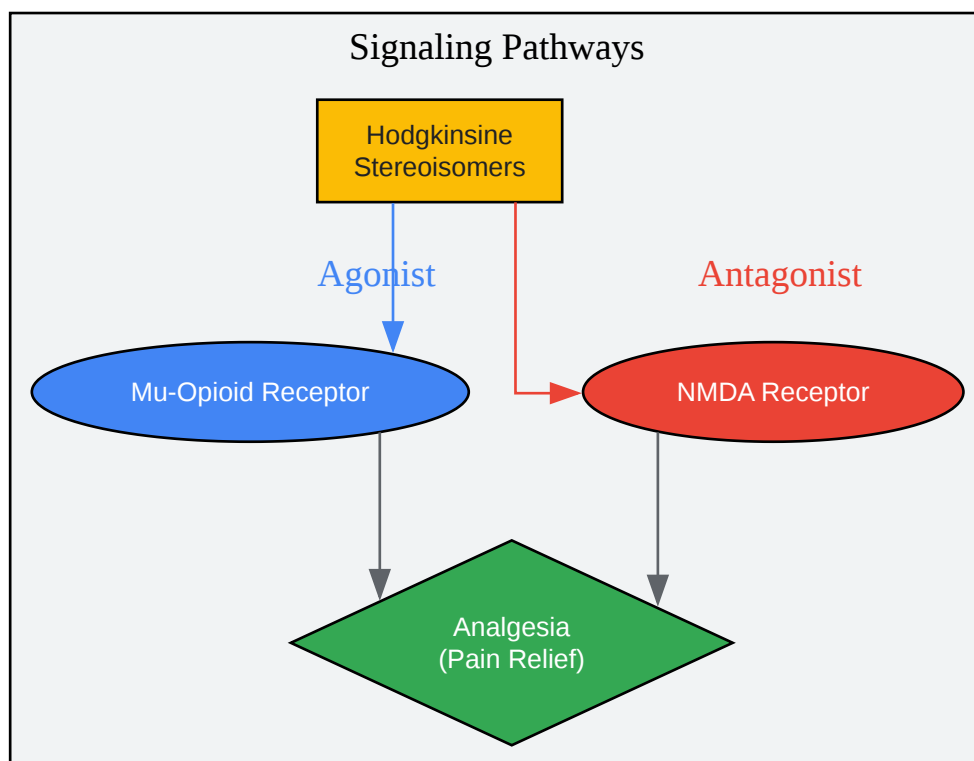 Signaling Pathways
Hodgkinsine
Stereoisomers
Agonist
Antagonist
Mu-Opioid Receptor
NMDA Receptor
Analgesia
(Pain Relief)